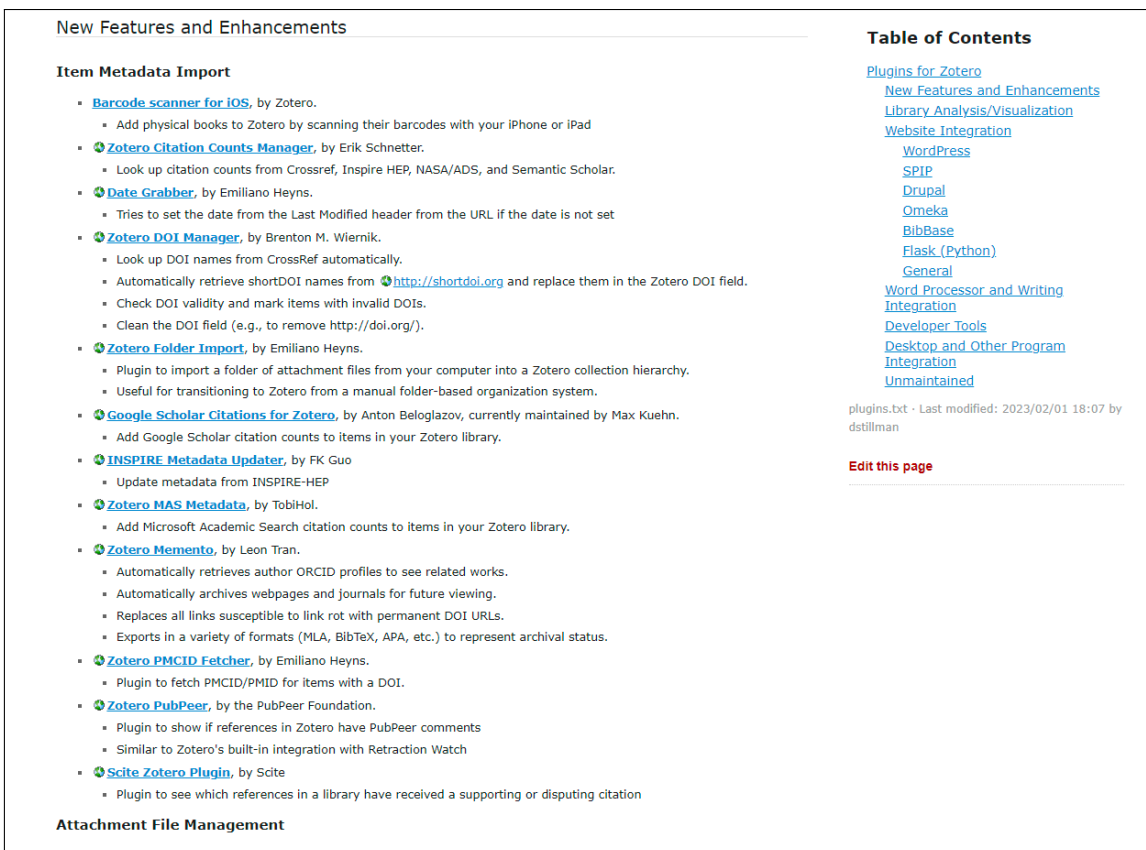 New Features and Enhancements
Item Metadata Import
Barcode scanner for iOS, by Zotero.
Add physical books to Zotero by scanning their barcodes with your iPhone or iPad
Zotero Citation Counts Manager, by Erik Schnetter.
Look up citation counts from Crossref, Inspire HEP, NASA/ADS, and Semantic Scholar.
Date Grabber, by Emiliano Heyns.
Tries to set the date from the Last Modified header from the URL if the date is not set
Zotero DOI Manager, by Brenton M. Wiernik.
Look up DOI names from CrossRef automatically.
Automatically retrieve shortDOI names from http://shortdoi.org and replace them in the Zotero DOI field.
Check DOI validity and mark items with invalid DOIs.
Clean the DOI field (e.g., to remove http://doi.org/).
Zotero Folder Import, by Emiliano Heyns.
Plugin to import a folder of attachment files from your computer into a Zotero collection hierarchy.
Useful for transitioning to Zotero from a manual folder-based organization system.
Google Scholar Citations for Zotero, by Anton Beloglazov, currently maintained by Max Kuehn.
Add Google Scholar citation counts to items in your Zotero library.
INSPIRE Metadata Updater, by FK Guo
Update metadata from INSPIRE-HEP
Zotero MAS Metadata, by TobiHol.
Add Microsoft Academic Search citation counts to items in your Zotero library.
Zotero Memento, by Leon Tran.
Automatically retrieves author ORCID profiles to see related works.
Automatically archives webpages and journals for future viewing.
Replaces all links susceptible to link rot with permanent DOI URLs.
Exports in a variety of formats (MLA, BibTeX, APA, etc.) to represent archival status.
Zotero PMCID Fetcher, by Emiliano Heyns.
Plugin to fetch PMCID/PMID for items with a DOI.
Zotero PubPeer, by the PubPeer Foundation.
Plugin to show if references in Zotero have PubPeer comments
Similar to Zotero's built-in integration with Retraction Watch
Scite Zotero Plugin, by Scite
Plugin to see which references in a library have received a supporting or disputing citation
Attachment File Management
Table of Contents
Plugins for Zotero
New Features and Enhancements
Library Analysis/Visualization
Website Integration
WordPress
SPIP
Drupal
Omeka
BibBase
Flask (Python)
General
Word Processor and Writing
Integration
Developer Tools
Desktop and Other Program
Integration
Unmaintained
plugins.txt · Last modified: 2023/02/01 18:07 by
dstillman
Edit this page